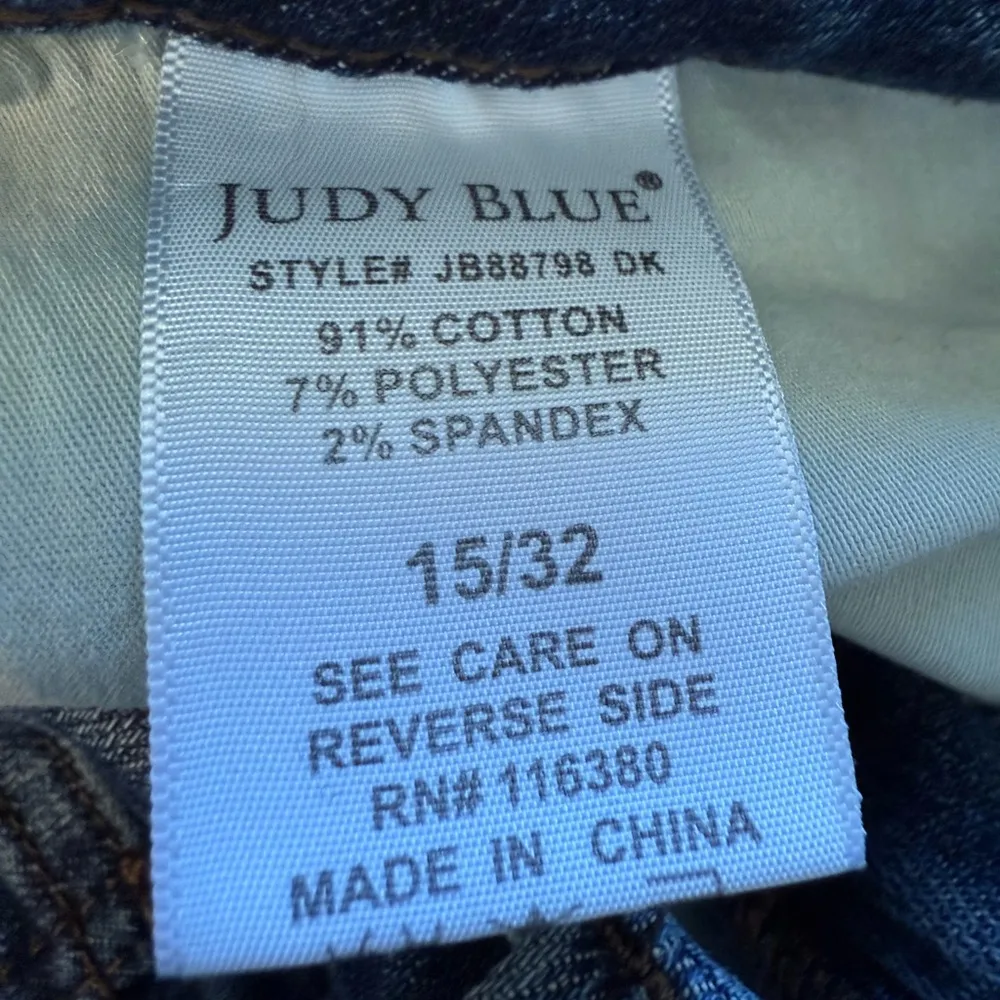 JUDY BLUE®
STYLE# JB88798 DK
91% COTTON
7% POLYESTER
2% SPANDEX
15/32
SEE CARE ON
REVERSE SIDE
RN# 116380
MADE IN CHINA